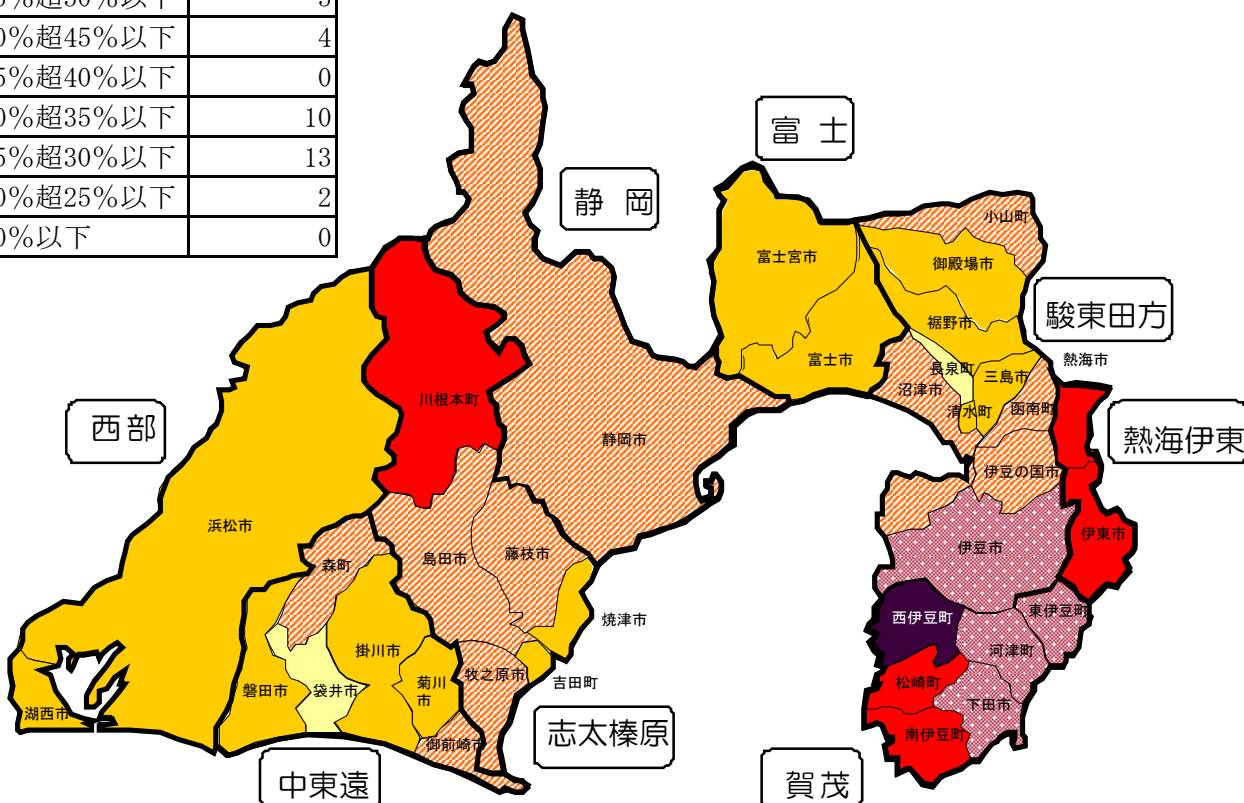 5%超50%以下 5
0%超45%以下 4
5%超40%以下 0
0%超35%以下 10
5%超30%以下 13
0%超25%以下 2
0%以下 0
富士
静岡
小山町
富士宮市
御殿場市
駿東田方
裾野市
熱海市
富士市
長泉町
三島市
沼津市
川根本町
清水町
函南町
西部
静岡市
熱海伊東
伊豆の国市
浜松市
伊東市
伊豆市
藤枝市
島田市
森町
東伊豆町
西伊豆町
焼津市
河津町
掛川市
牧之原市
吉田町
松崎町
菊川
市
磐田市
袋井市
下田市
湖西市
南伊豆町
志太榛原
御前崎市
中東遠
賀茂